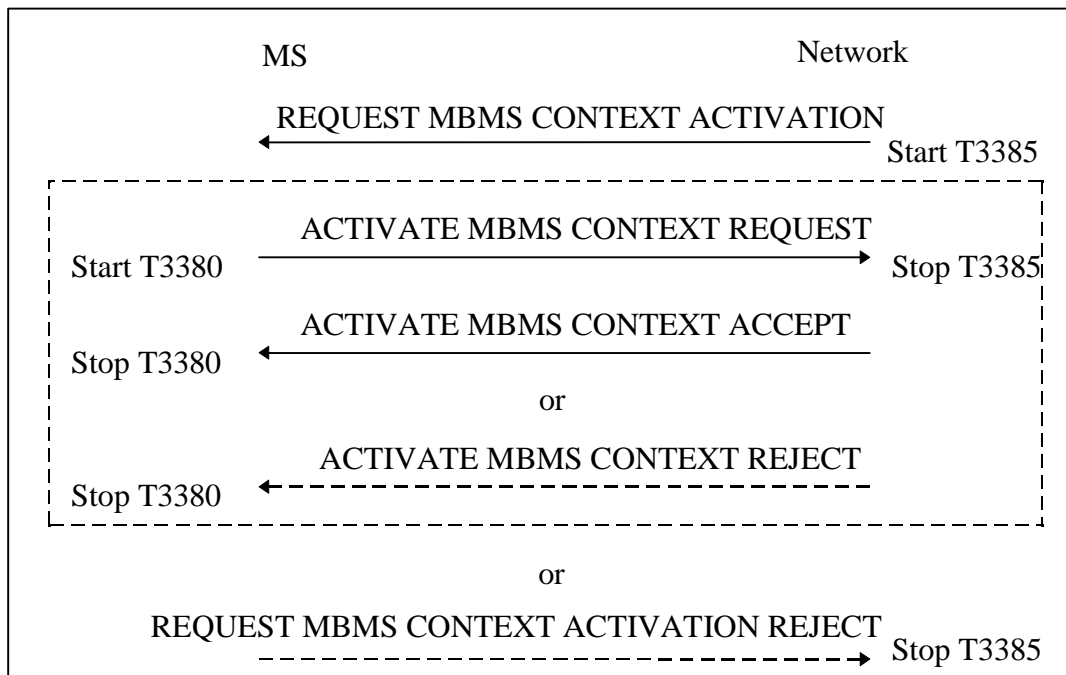 MS
Network
REQUEST MBMS CONTEXT ACTIVATION
Start T3385
ACTIVATE MBMS CONTEXT REQUEST
Start T3380
Stop T3385
ACTIVATE MBMS CONTEXT ACCEPT
Stop T3380
or
ACTIVATE MBMS CONTEXT REJECT
Stop T3380
or
REQUEST MBMS CONTEXT ACTIVATION REJECT
Stop T3385